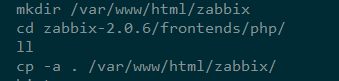 mkdir /var/www/html/zabbix
cd zabbix-2.0.6/frontends/php/
ll
cp -a . /var/www/html/zabbix/